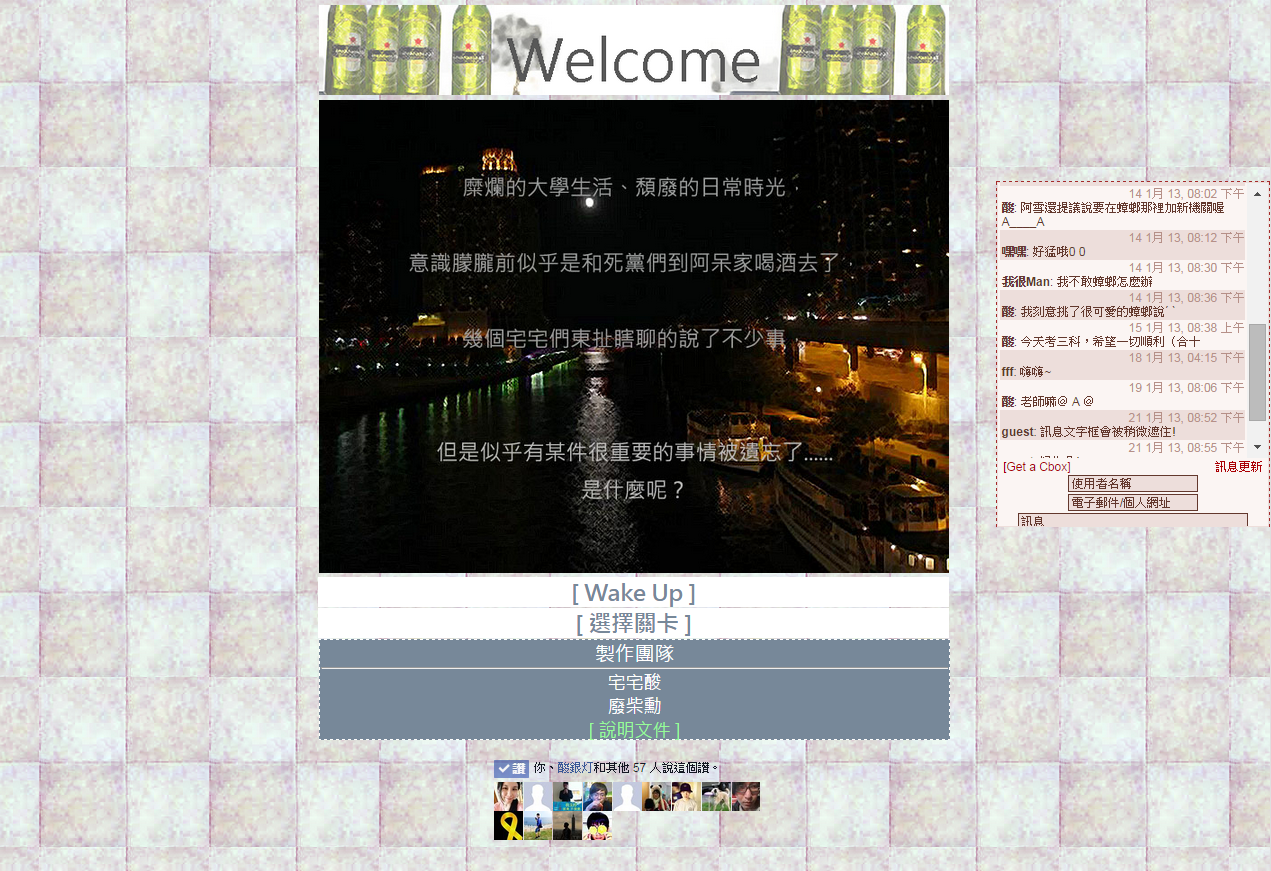 Welcome
糜爛的大學生活、頹廢的日常時光，
意識朦朧前似乎是和死黨們到阿呆家喝酒去了，
幾個宅宅們東扯瞎聊的說了不少事，
但是似乎有某件很重要的事情被遺忘了......
是什麼呢？
[ Wake Up ]
[ 選擇關卡 ]
製作團隊
宅宅酸
廢柴勳
[ 說明文件 ]
讚 你、酸銀灯和其他 57 人說這個讚。
14 1月 13, 08:02 下午
酸: 阿雪還提議說要在蟑螂那裡加新機關喔
A____A
14 1月 13, 08:12 下午
嘿嘿: 好猛哦0 0
14 1月 13, 08:30 下午
我很Man: 我不敢蟑螂怎麼辦
14 1月 13, 08:36 下午
酸: 我刻意挑了很可愛的蟑螂說ˊˋ
15 1月 13, 08:38 上午
酸: 今天考三科，希望一切順利（合十
18 1月 13, 04:15 下午
fff: 嗨嗨~
19 1月 13, 08:06 下午
酸: 老師嘛@ A @
21 1月 13, 08:52 下午
guest: 訊息文字框會被稍微遮住!
21 1月 13, 08:55 下午
[Get a Cbox] 訊息更新
使用者名稱
電子郵件/個人網址
訊息